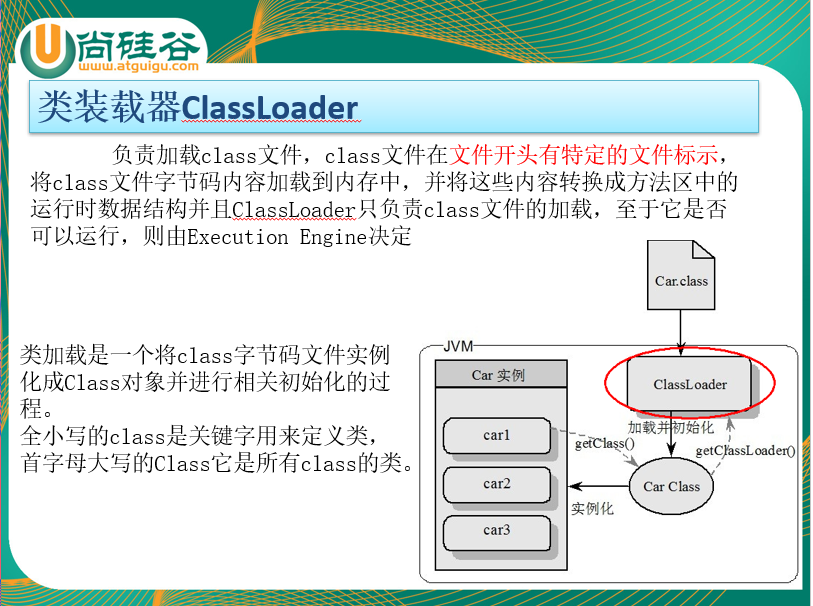 尚硅谷
www.atguigu.com
类装载器ClassLoader
负责加载class文件，class文件在文件开头有特定的文件标示，
将class文件字节码内容加载到内存中，并将这些内容转换成方法区中的
运行时数据结构并且ClassLoader只负责class文件的加载，至于它是否
可以运行，则由Execution Engine决定
Car.class
类加载是一个将class字节码文件实例
化成Class对象并进行相关初始化的过
程。
全小写的class是关键字用来定义类，
首字母大写的Class它是所有class的类。
JVM
Car 实例
ClassLoader
加载并初始化
car1
getClass()
getClassLoader()
car2
Car Class
实例化
car3